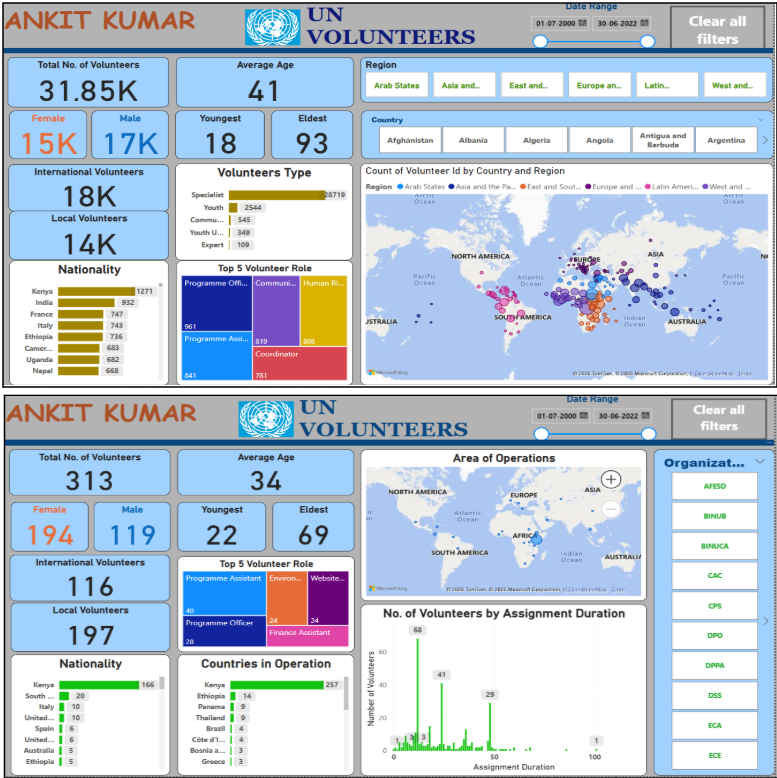 ANKIT KUMAR
UN
VOLUNTEERS
Date Range
01-07-2000
30-06-2022
Clear all
filters
Total No. of Volunteers
31.85K
Average Age
41
Female
15K
Male
17K
Youngest
18
Eldest
93
International Volunteers
18K
Local Volunteers
14K
Region
Arab States
Asia and...
East and...
Europe an...
Latin...
West and...
Country
Afghanistan
Albania
Algeria
Angola
Antigua and
Barbuda
Argentina
Volunteers Type
Specialist 28719
Youth 2544
Commu... 545
Youth U... 349
Expert 109
Count of Volunteer Id by Country and Region
Region Arab States Asia and the Pa... East and Sout... Europe and ... Latin Ameri... West and ...
Arctic
Ocean
Arctic
Ocean
NORTH AMERICA
EUROPE
ASIA
Pacific
Ocean
Atlantic
Ocean
Pacific
Ocean
JSTRALIA
SOUTH AMERICA
Indian
Ocean
AUSTRALIA
Microsoft Bing
© 2025 TomTom, © 2025 Microsoft Corporation, © OpenStreetMap Terms
Nationality
Kenya 1271
India 932
France 747
Italy 743
Ethiopia 736
Camer... 683
Uganda 682
Nepal 668
Top 5 Volunteer Role
Programme Offi...
961
Programme Assi...
841
Communi...
819
Human Ri...
808
Coordinator
781
ANKIT KUMAR
UN
VOLUNTEERS
Date Range
01-07-2000
30-06-2022
Clear all
filters
Total No. of Volunteers
313
Average Age
34
Female
194
Male
119
Youngest
22
Eldest
69
International Volunteers
116
Local Volunteers
197
Top 5 Volunteer Role
Programme Assistant
40
Programme Officer
28
Environ...
24
Website...
24
Finance Assistant
Nationality
Kenya 166
South ... 20
Italy 10
United... 10
Spain 6
United... 6
Australia 5
Ethiopia 5
Countries in Operation
Kenya 257
Ethiopia 14
Panama 9
Thailand 9
Brazil 4
Côte d'I... 4
Bosnia a... 3
Greece 3
Area of Operations
NORTH AMERICA
EUROPE
ASIA
Atlantic
Ocean
AFRICA
SOUTH AMERICA
Indian
Ocean
AUSTRALIA
Microsoft Bing
© 2025 TomTom, © 2025 Microsoft Corporation, © OpenStreetMap Terms
No. of Volunteers by Assignment Duration
Number of Volunteers
60
40
20
0
68
41
29
1
3
3
1
0
50
100
Assignment Duration
Organizat...
AFESD
BINUB
BINUCA
CAC
CPS
DPO
DPPA
DSS
ECA
ECE